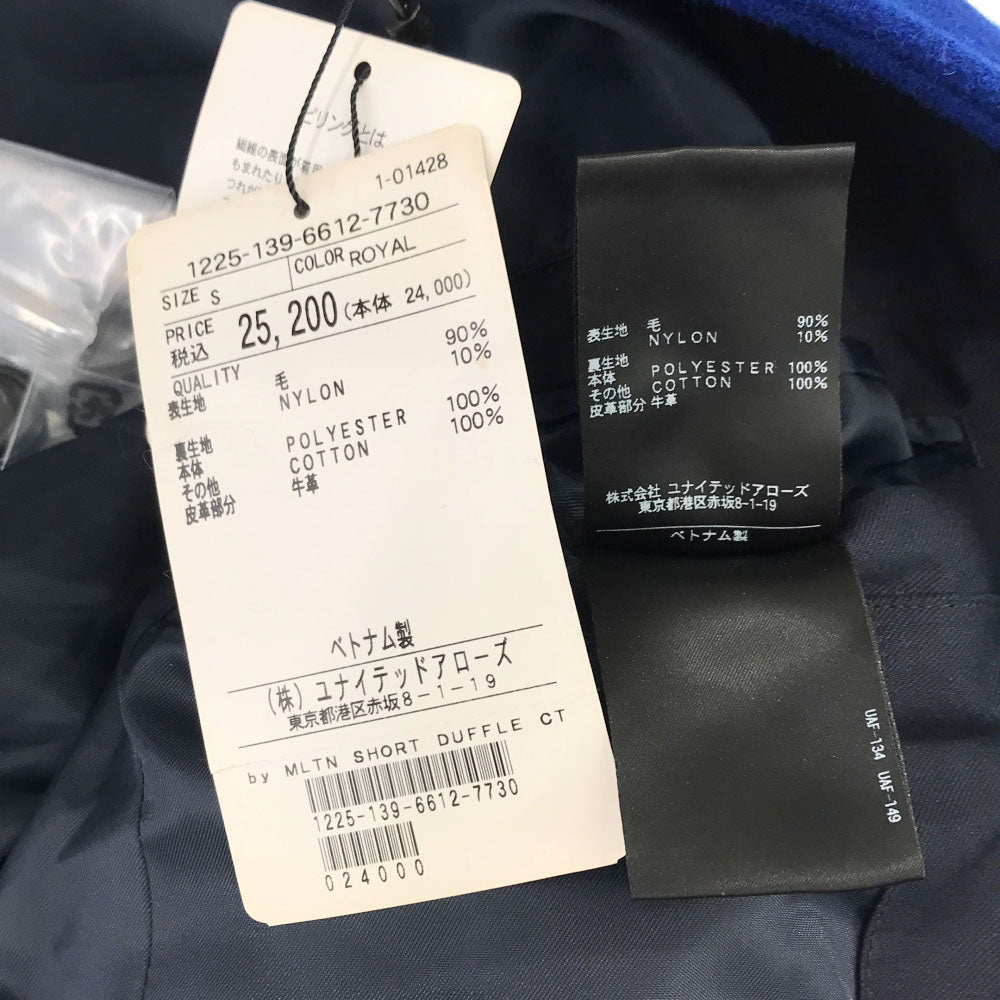 ピリングとは
繊維の表面が着用
もまれたり
つれが
1-01428
1225-139-6612-7730
SIZE S
COLOR ROYAL
PRICE
税込 25,200(本体 24,000)
QUALITY
表生地 毛 90%
NYLON 10%
裏生地
本体 POLYESTER 100%
その他 COTTON 100%
皮革部分 牛革
ベトナム製
(株) ユナイテッドアローズ
東京都港区赤坂8-1-19
by MLTN SHORT DUFFLE CT
1225-139-6612-7730
024000
表生地 毛 90%
NYLON 10%
裏生地
本体 POLYESTER 100%
その他 COTTON 100%
皮革部分 牛革
株式会社 ユナイテッドアローズ
東京都港区赤坂8-1-19
ベトナム製
UAF-134 UAF-149